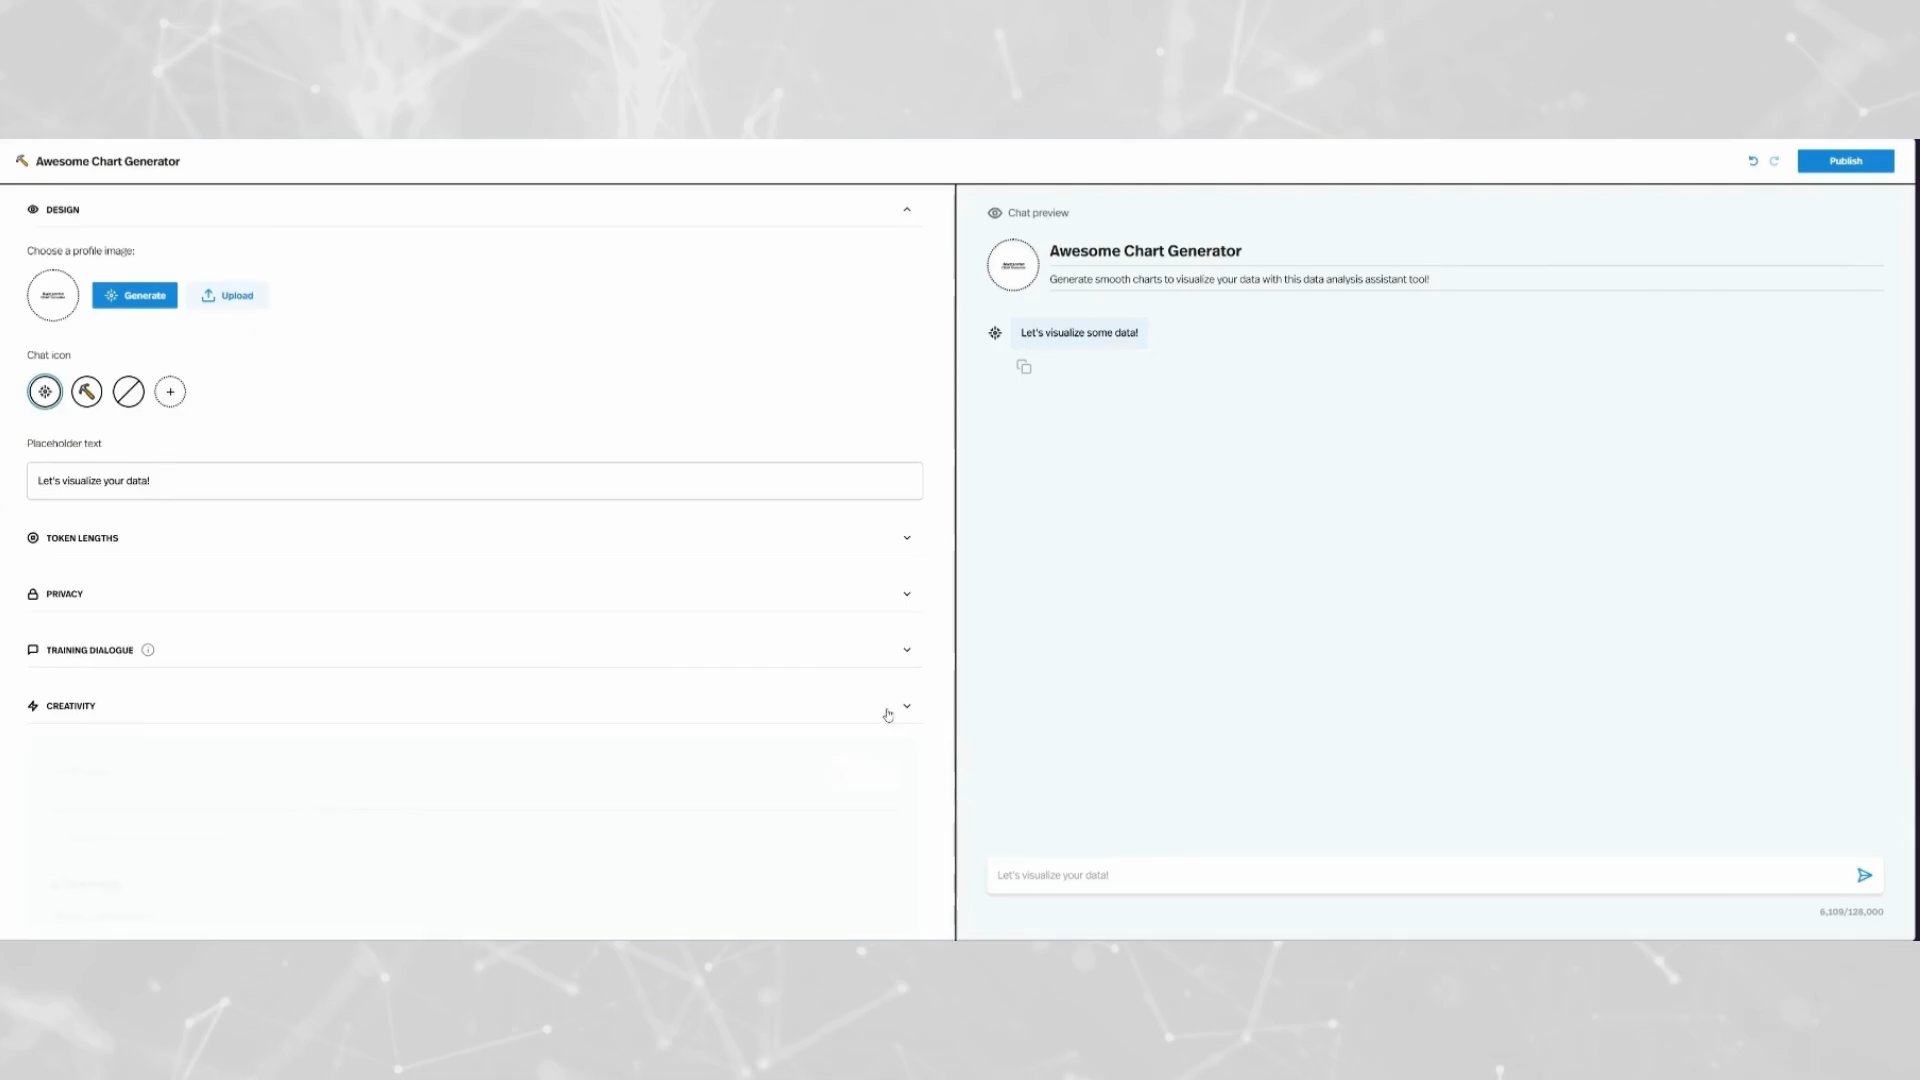 Awesome Chart Generator
Publish
DESIGN
Choose a profile image:
Generate
Upload
Chat icon
Placeholder text
Let's visualize your data!
TOKEN LENGTHS
PRIVACY
TRAINING DIALOGUE
CREATIVITY
Chat preview
Awesome Chart Generator
Generate smooth charts to visualize your data with this data analysis assistant tool!
Let's visualize some data!
Let's visualize your data!
6,109/128,000